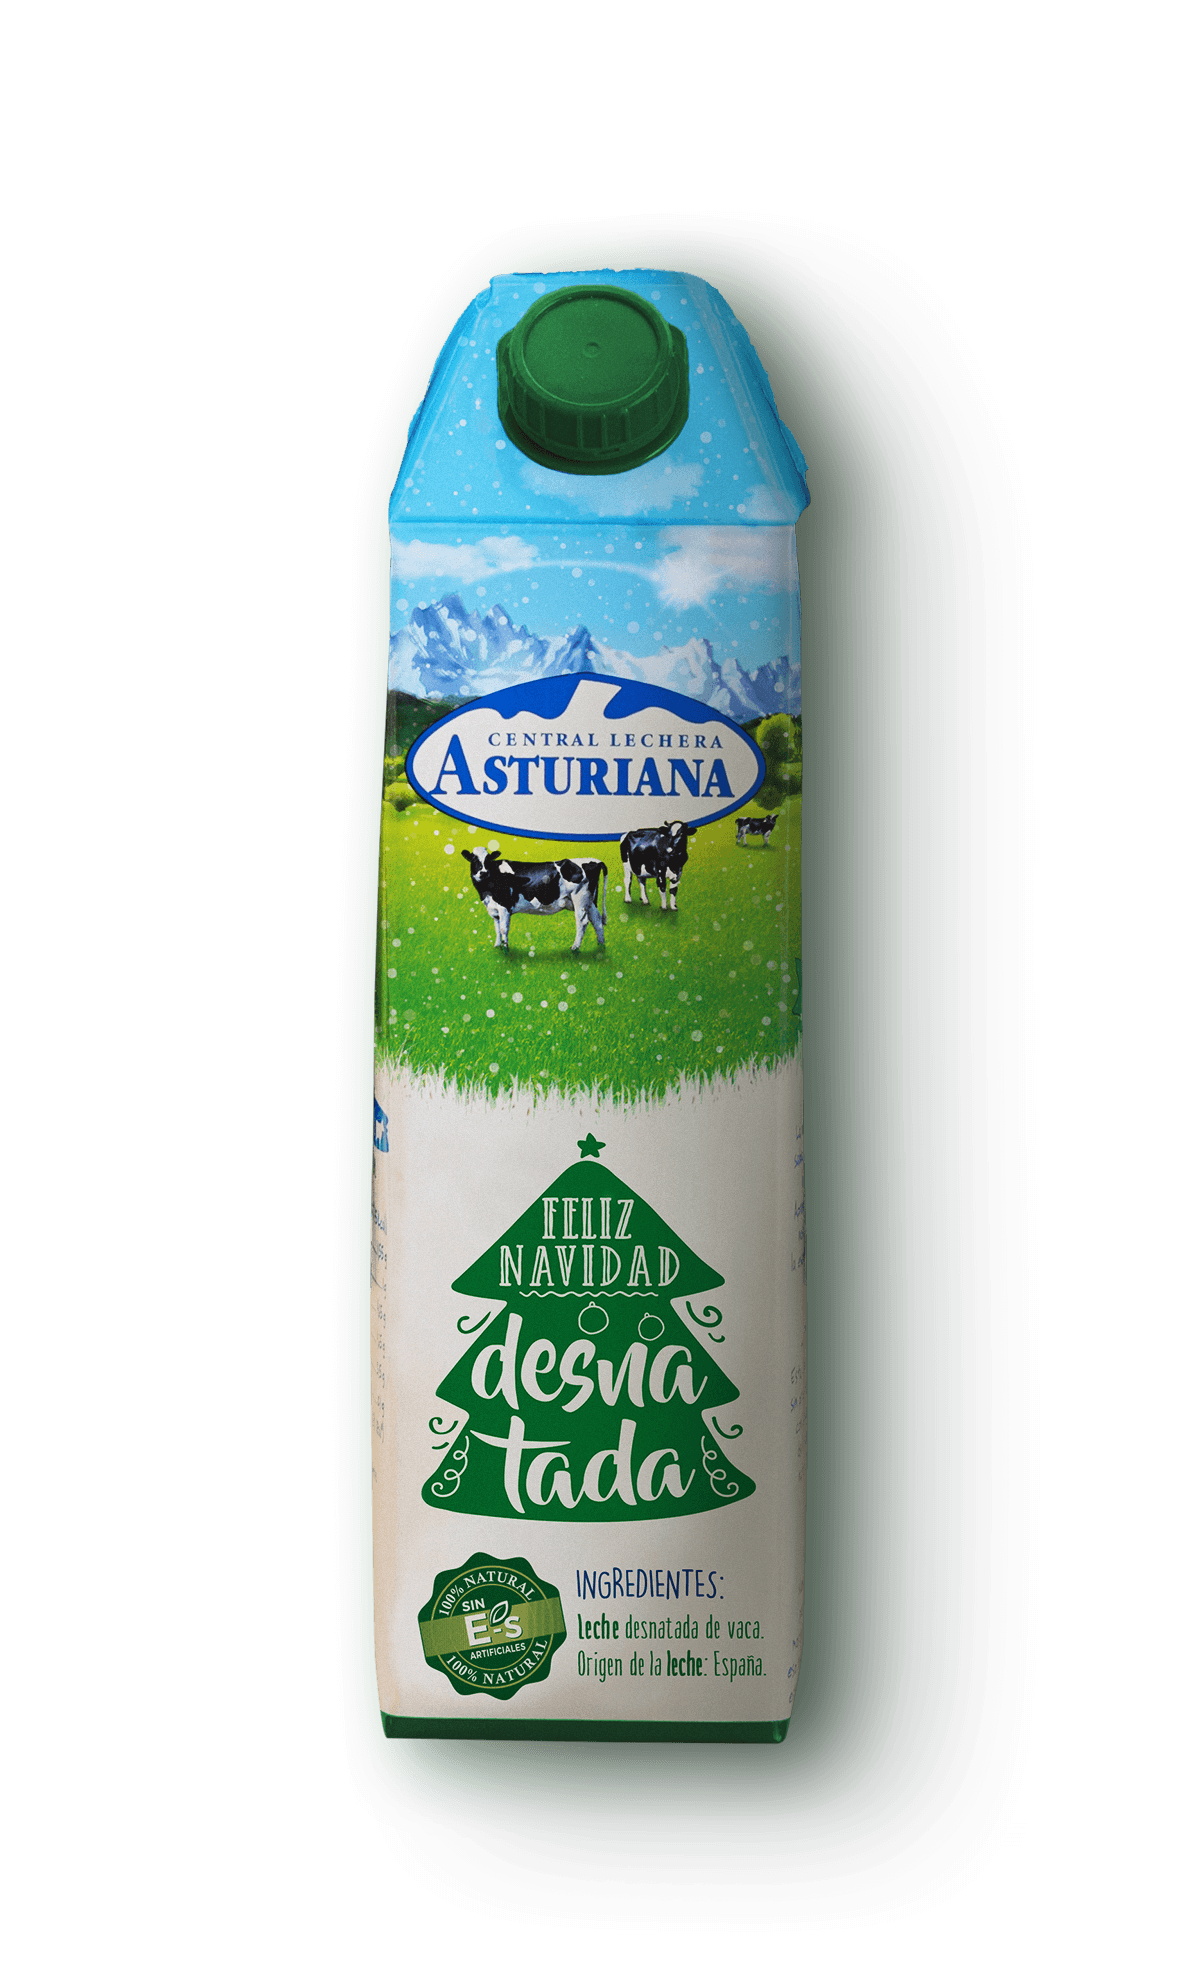 CENTRAL LECHERA
ASTURIANA
FELIZ
NAVIDAD
desna
tada
100% NATURAL
SIN
E-s
ARTIFICIALES
100% NATURAL
INGREDIENTES:
Leche desnatada de vaca.
Origen de la leche: España.